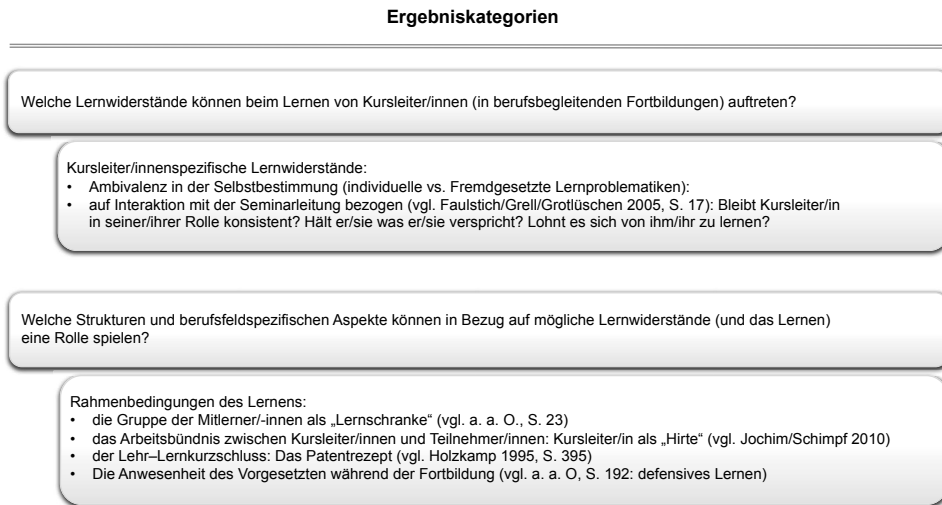 Ergebniskategorien
Welche Lernwiderstände können beim Lernen von Kursleiter/innen (in berufsbegleitenden Fortbildungen) auftreten?
Kursleiter/innenspezifische Lernwiderstände:
• Ambivalenz in der Selbstbestimmung (individuelle vs. Fremdgesetzte Lernproblematiken):
• auf Interaktion mit der Seminarleitung bezogen (vgl. Faulstich/Grell/Grotlüschen 2005, S. 17): Bleibt Kursleiter/in
in seiner/ihrer Rolle konsistent? Hält er/sie was er/sie verspricht? Lohnt es sich von ihm/ihr zu lernen?
Welche Strukturen und berufsfeldspezifischen Aspekte können in Bezug auf mögliche Lernwiderstände (und das Lernen)
eine Rolle spielen?
Rahmenbedingungen des Lernens:
• die Gruppe der Mitlerner/-innen als „Lernschranke“ (vgl. a. a. O., S. 23)
• das Arbeitsbündnis zwischen Kursleiter/innen und Teilnehmer/innen: Kursleiter/in als „Hirte“ (vgl. Jochim/Schimpf 2010)
• der Lehr–Lernkurzschluss: Das Patentrezept (vgl. Holzkamp 1995, S. 395)
• Die Anwesenheit des Vorgesetzten während der Fortbildung (vgl. a. a. O, S. 192: defensives Lernen)